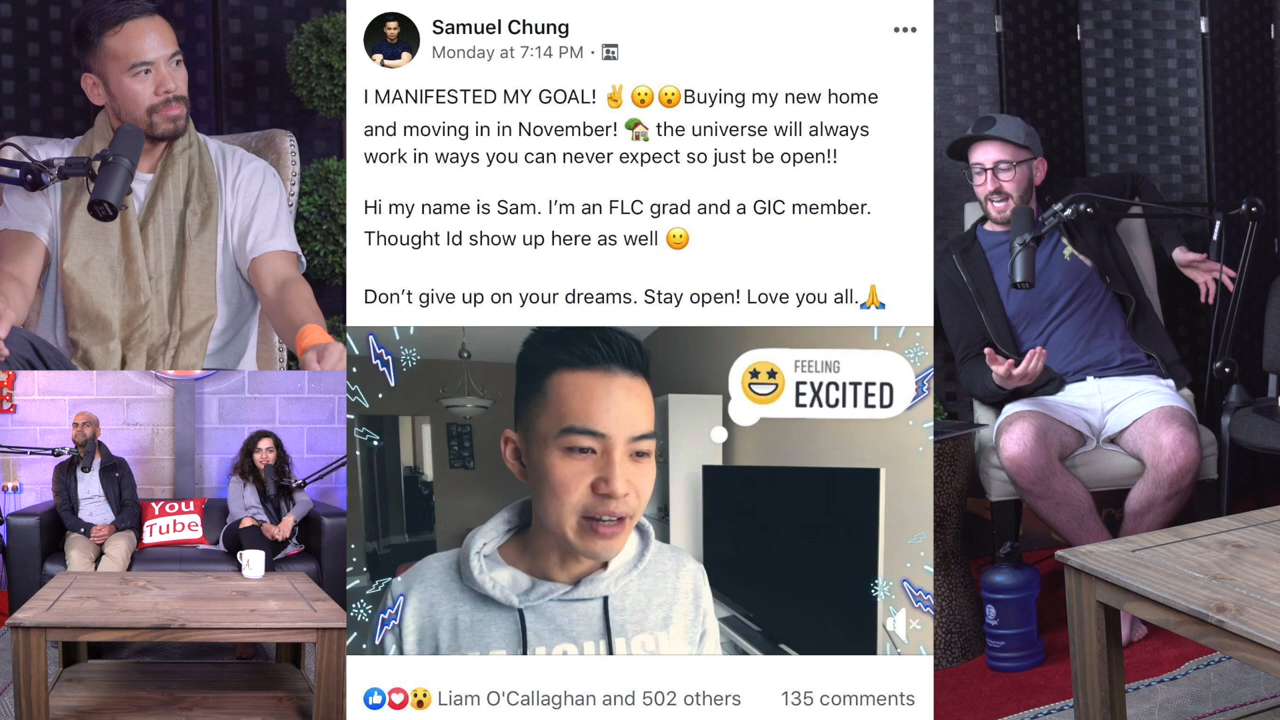 Samuel Chung
Monday at 7:14 PM ·
I MANIFESTED MY GOAL! ✌️😮😮Buying my new home
and moving in in November! 🏡 the universe will always
work in ways you can never expect so just be open!!
Hi my name is Sam. I’m an FLC grad and a GIC member.
Thought Id show up here as well 🙂
Don’t give up on your dreams. Stay open! Love you all.🙏
FEELING
EXCITED
Liam O'Callaghan and 502 others
135 comments
You
Tube